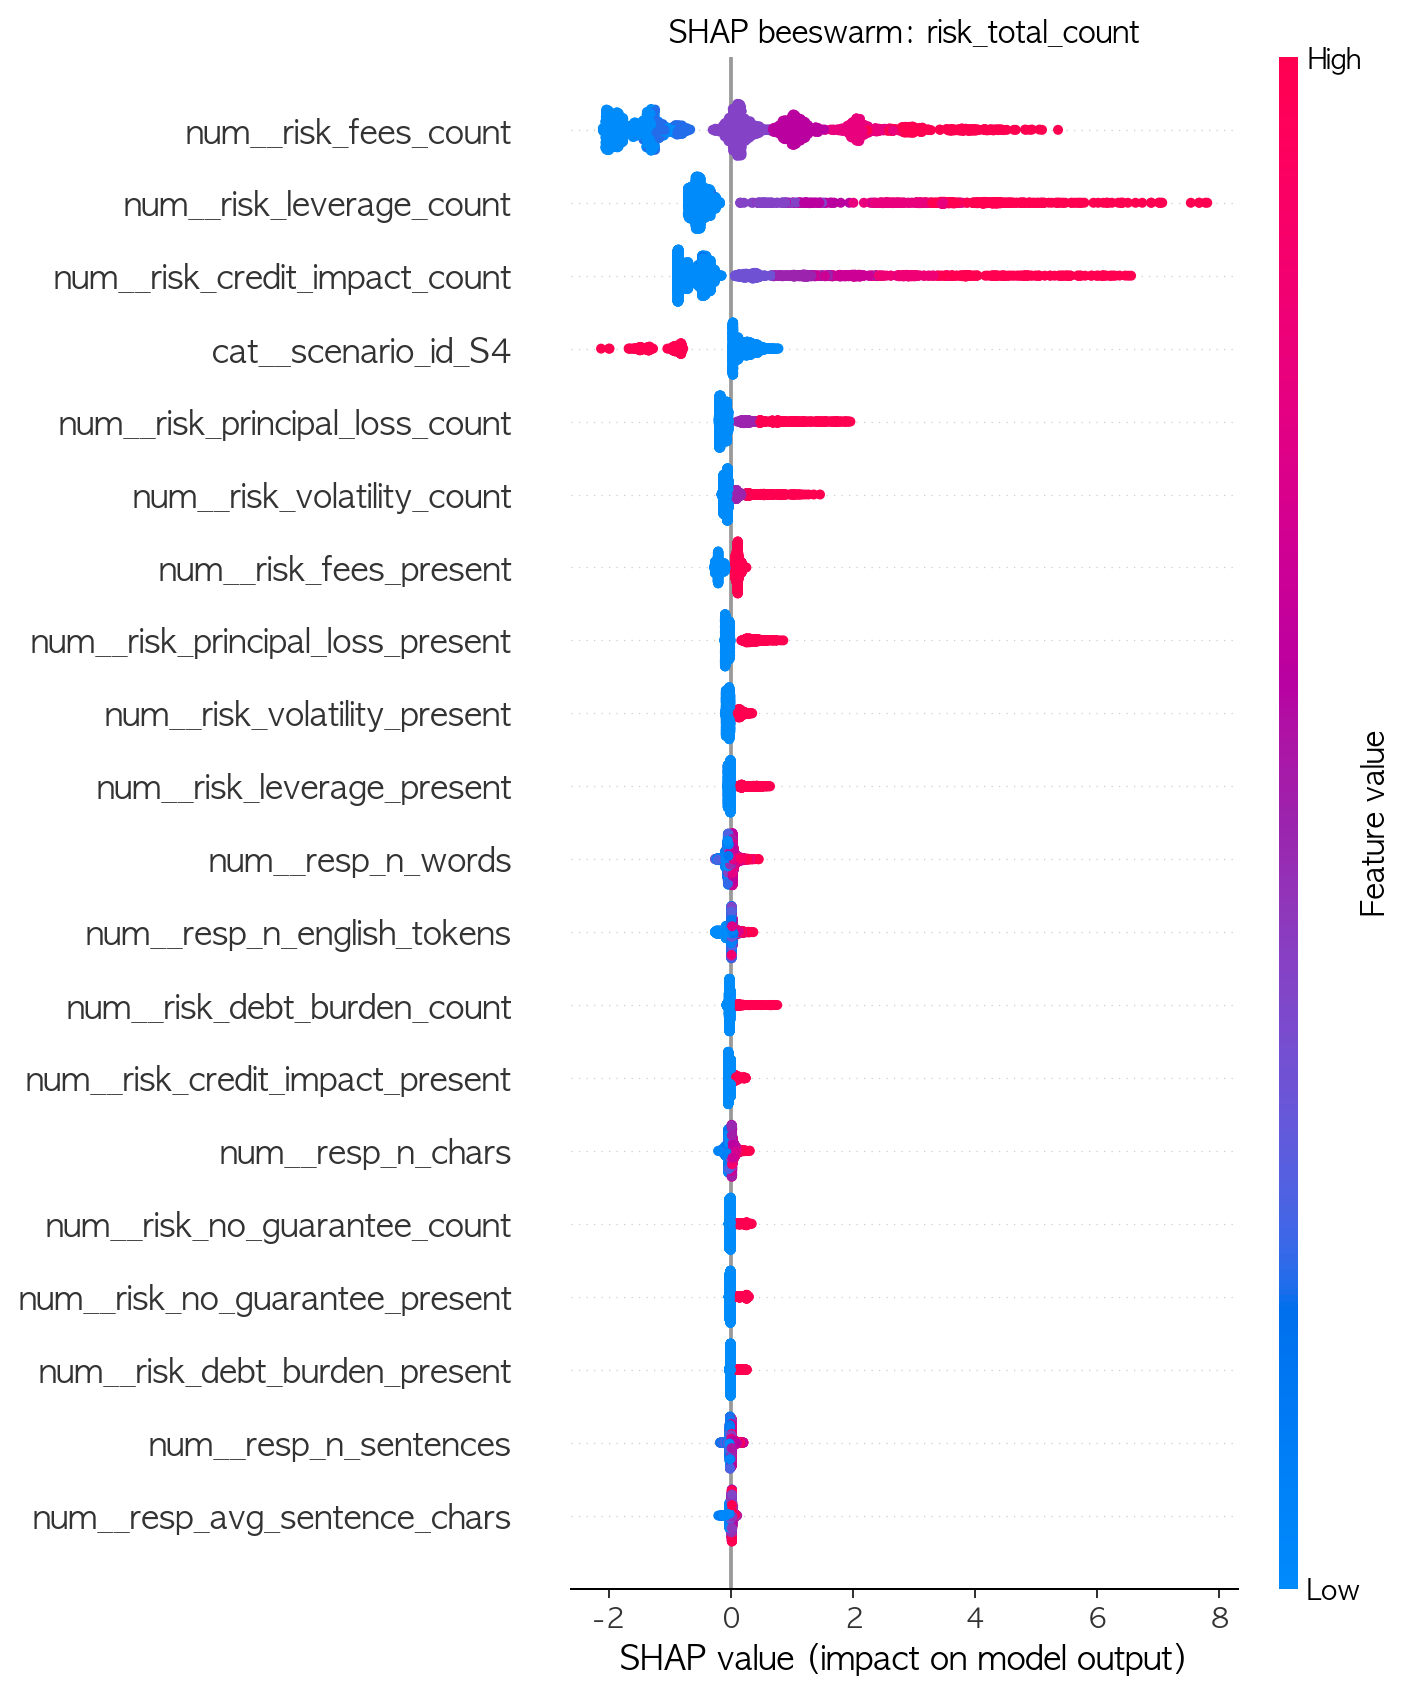 SHAP beeswarm: risk_total_count
High
num__risk_fees_count
num__risk_leverage_count
num__risk_credit_impact_count
cat__scenario_id_S4
num__risk_principal_loss_count
num__risk_volatility_count
num__risk_fees_present
num__risk_principal_loss_present
num__risk_volatility_present
num__risk_leverage_present
num__resp_n_words
num__resp_n_english_tokens
num__risk_debt_burden_count
num__risk_credit_impact_present
num__resp_n_chars
num__risk_no_guarantee_count
num__risk_no_guarantee_present
num__risk_debt_burden_present
num__resp_n_sentences
num__resp_avg_sentence_chars
Feature value
Low
-2 0 2 4 6 8
SHAP value (impact on model output)